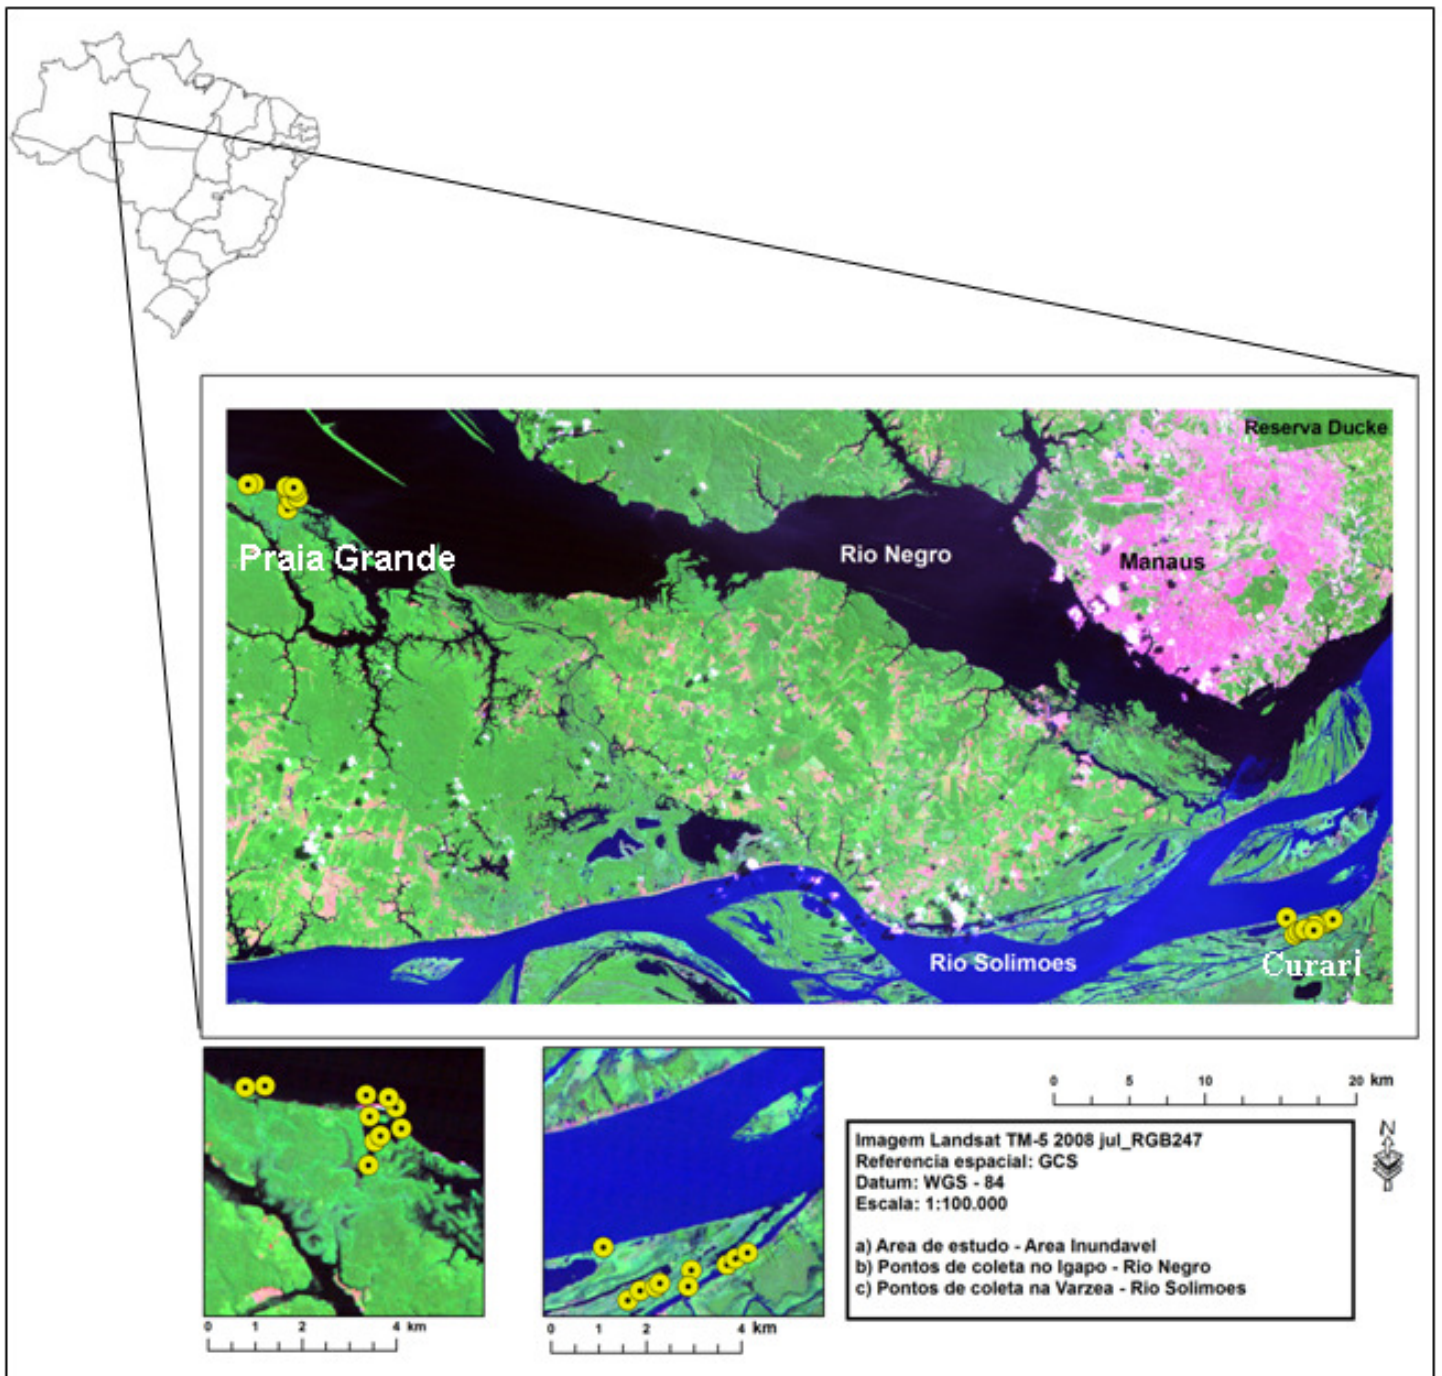 Reserva Ducke
Praia Grande
Rio Negro
Manaus
Rio Solimoes
Curari
0 5 10 20 km
N
Imagem Landsat TM-5 2008 jul_RGB247
Referencia espacial: GCS
Datum: WGS - 84
Escala: 1:100.000
a) Area de estudo - Area Inundavel
b) Pontos de coleta no Igapo - Rio Negro
c) Pontos de coleta na Varzea - Rio Solimoes
0 1 2 4 km
0 1 2 4 km